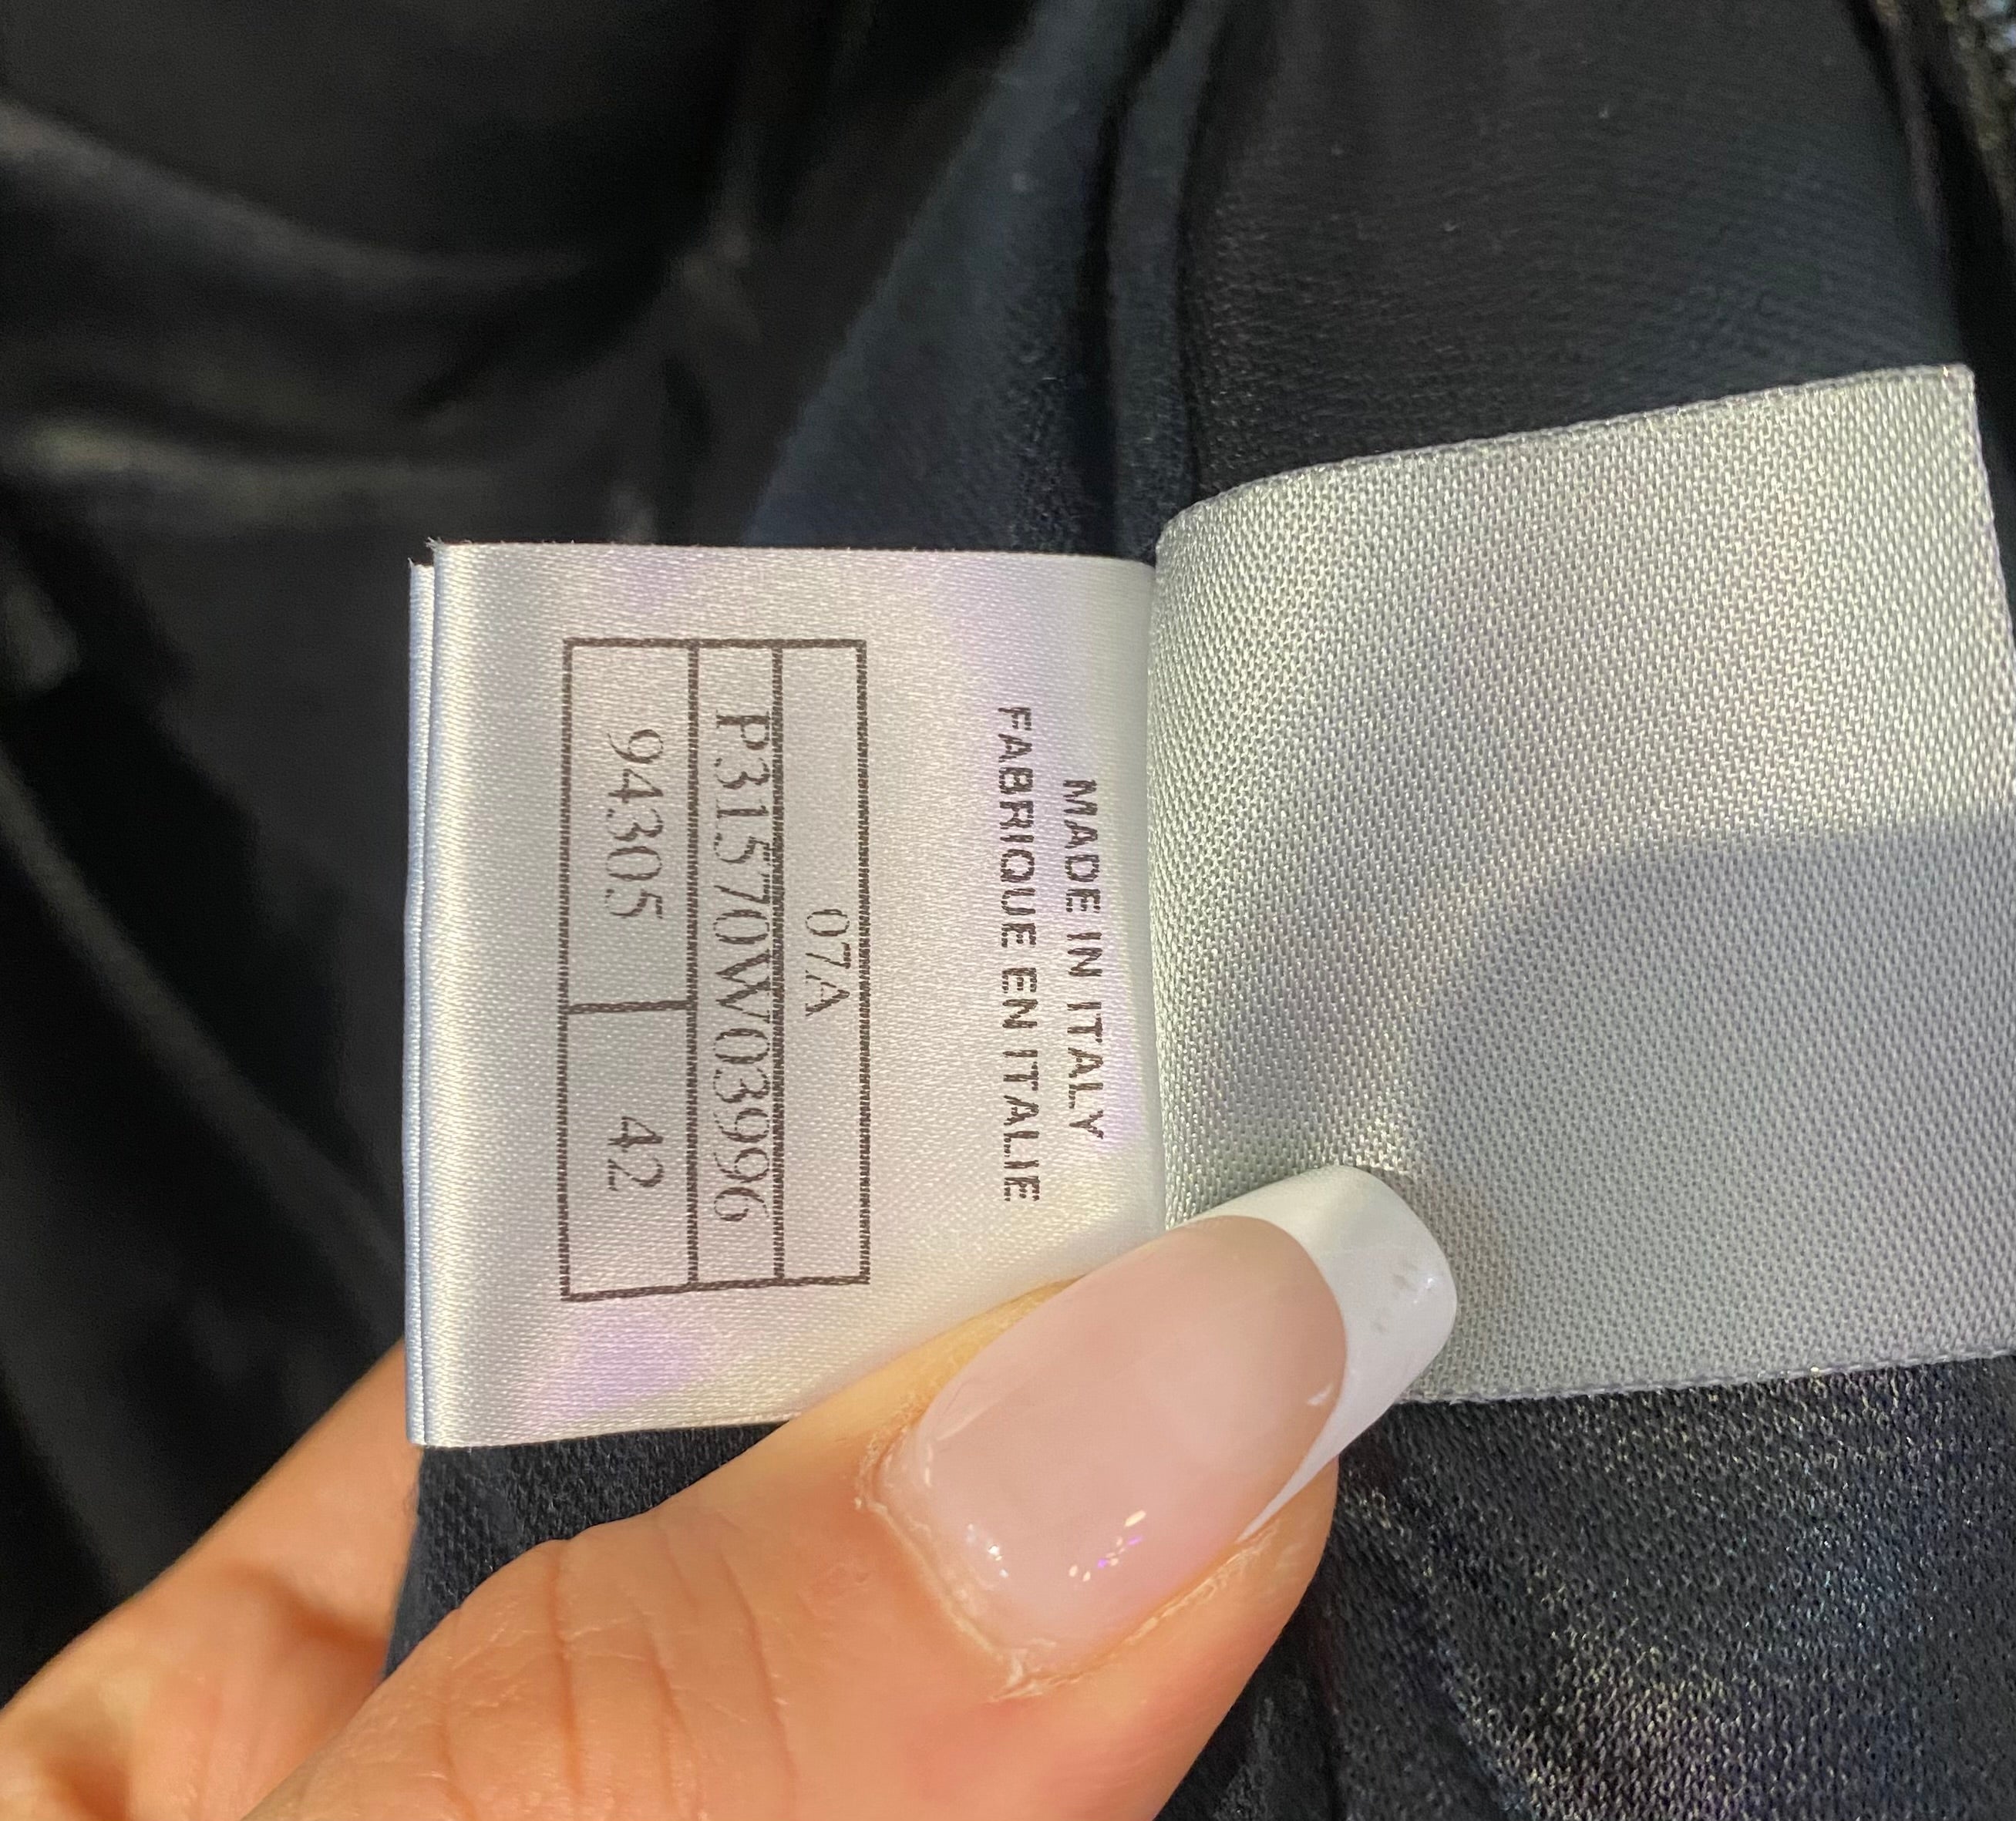 MADE IN ITALY
FABRIQUE EN ITALIE
07A
P31570W03996
94305 42